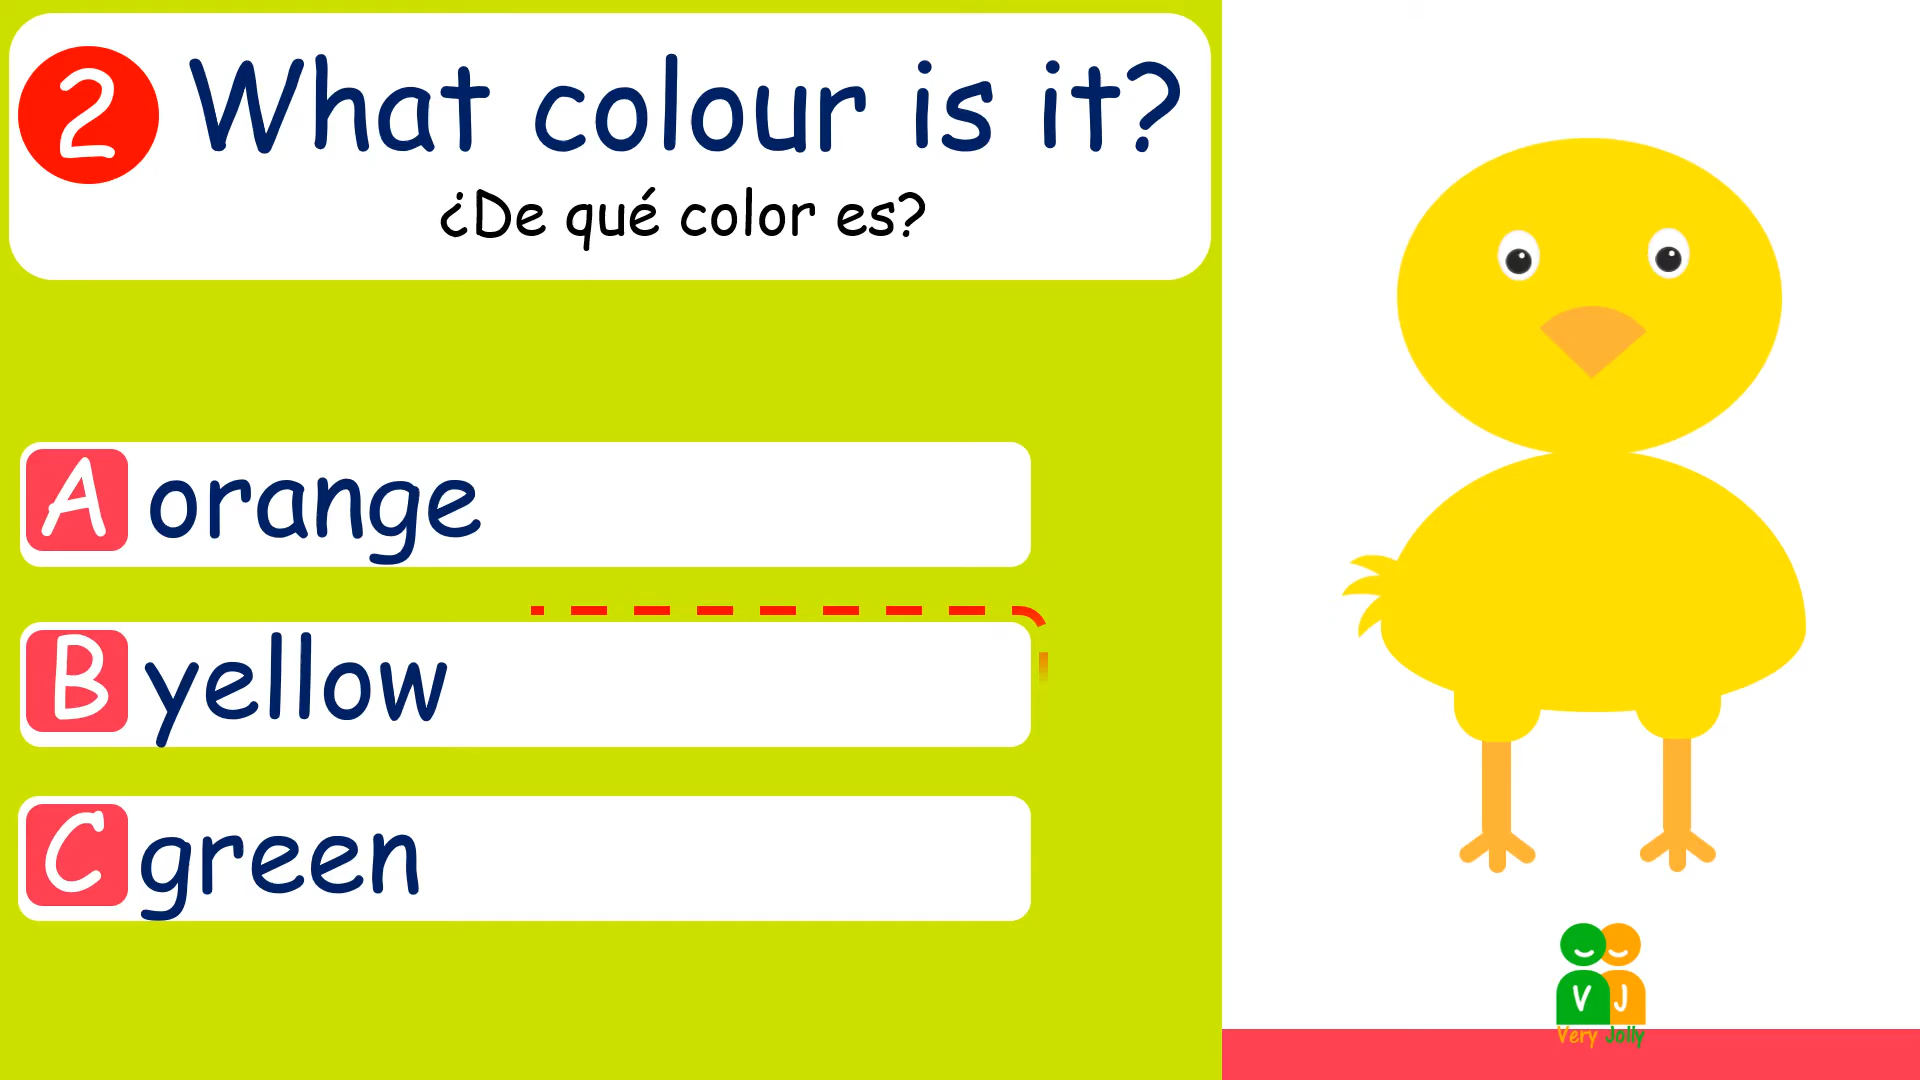 2 What colour is it?
¿De qué color es?
A orange
B yellow
C green
V J
Very Jolly